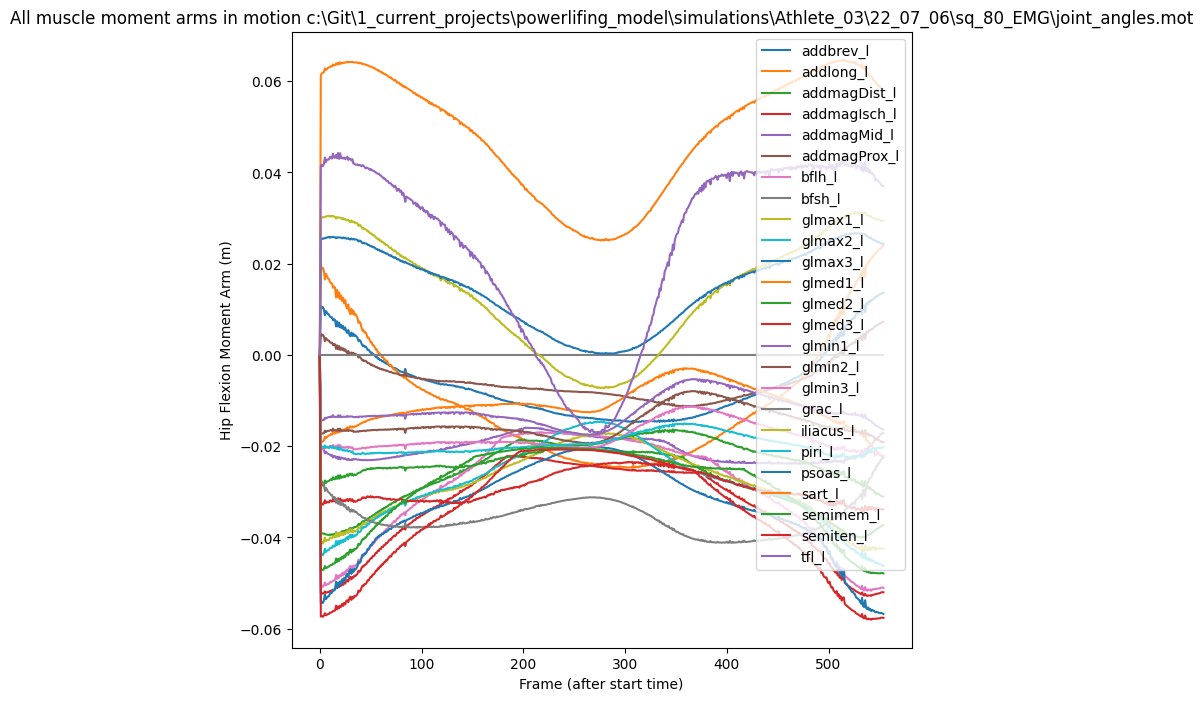 All muscle moment arms in motion c:\Git\1_current_projects\powerlifing_model\simulations\Athlete_03\22_07_06\sq_80_EMG\joint_angles.mot
addbrev_l
addlong_l
addmagDist_l
addmagIsch_l
addmagMid_l
addmagProx_l
bflh_l
bfsh_l
glmax1_l
glmax2_l
glmax3_l
glmed1_l
glmed2_l
glmed3_l
glmin1_l
glmin2_l
glmin3_l
grac_l
iliacus_l
piri_l
psoas_l
sart_l
semimem_l
semiten_l
tfl_l
Hip Flexion Moment Arm (m)
0.06
0.04
0.02
0.00
−0.02
−0.04
−0.06
0 100 200 300 400 500
Frame (after start time)